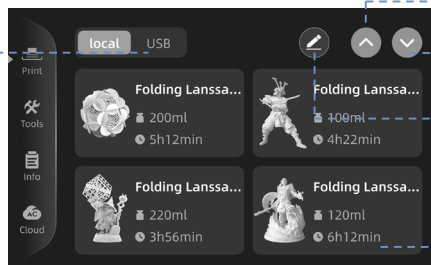 local USB
Print
Tools
Info
AC
Cloud
Folding Lanssa...
200ml
5h12min
Folding Lanssa...
100ml
4h22min
Folding Lanssa...
220ml
3h56min
Folding Lanssa...
120ml
6h12min